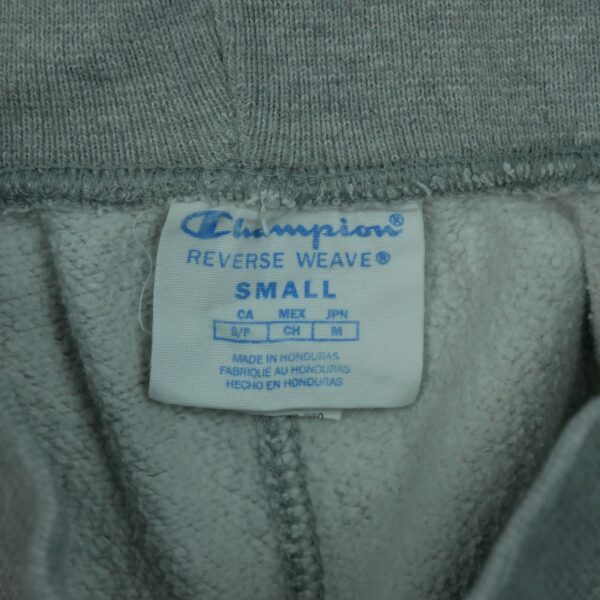 Champion®
REVERSE WEAVE®
SMALL
CA MEX JPN
S/P CH M
MADE IN HONDURAS
FABRIQUÉ AU HONDURAS
HECHO EN HONDURAS